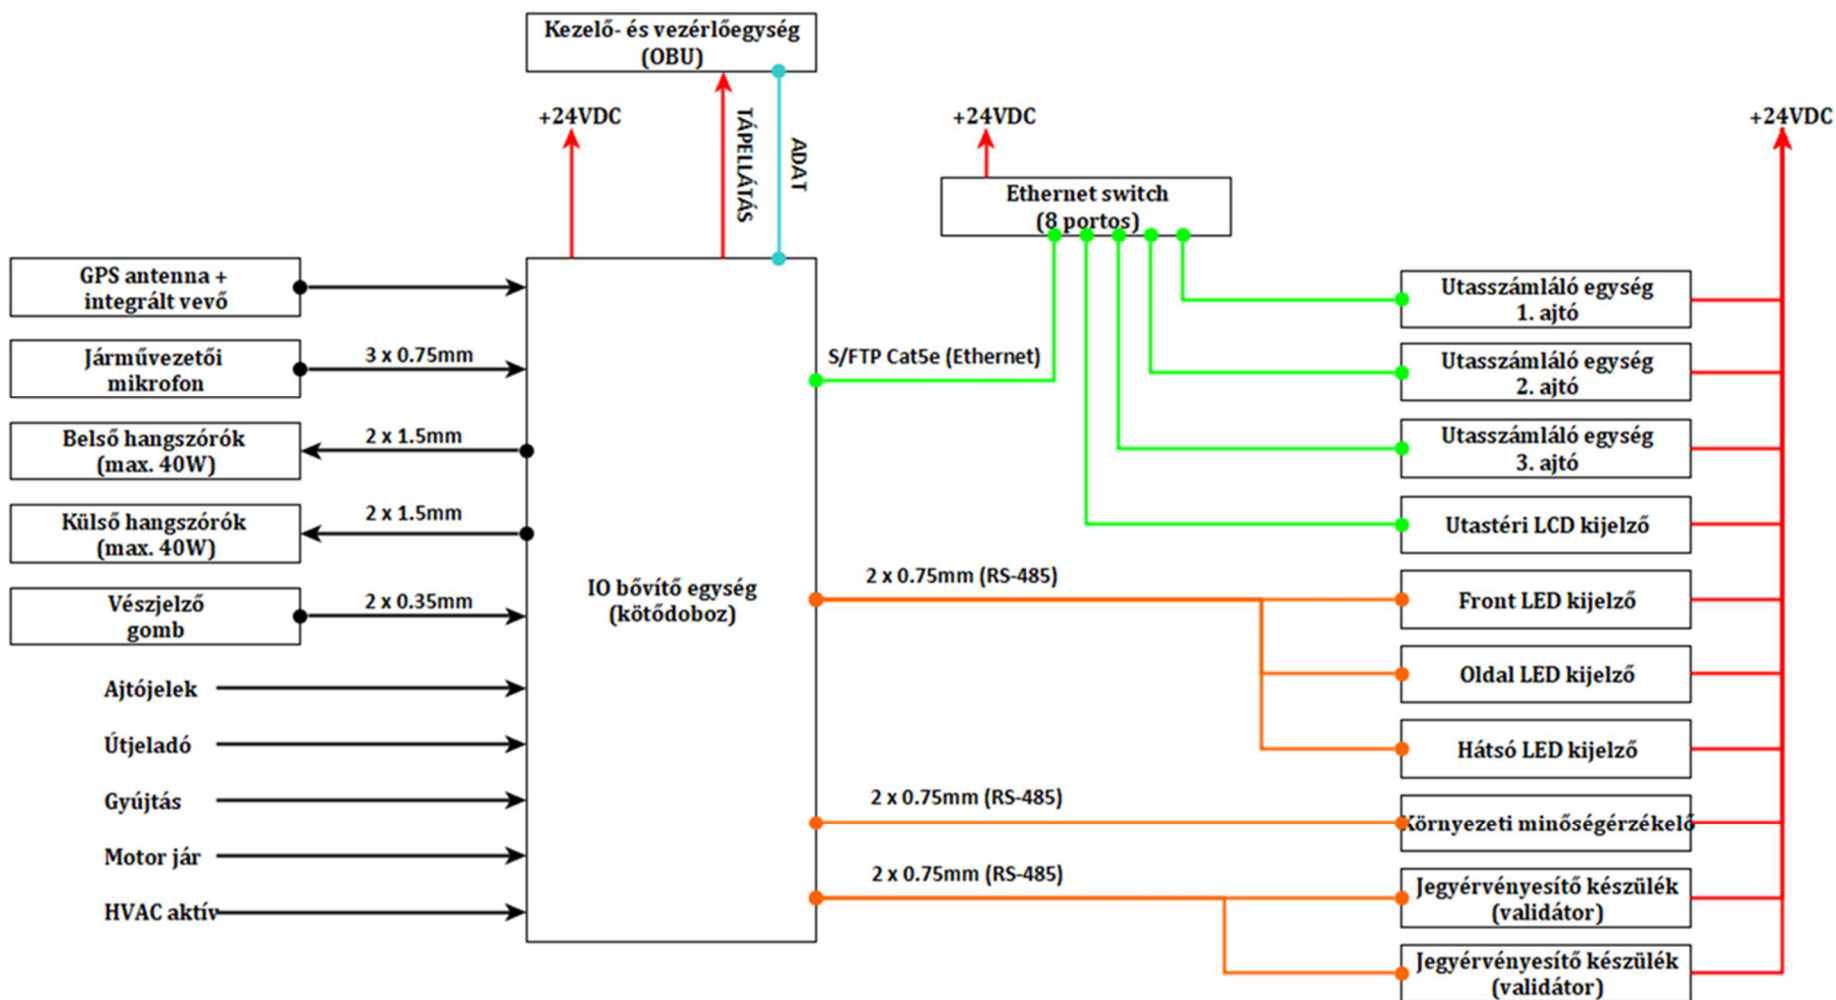 Kezelő- és vezérlőegység
(OBU)
+24VDC
TÁPELLÁTÁS
ADAT
+24VDC
+24VDC
Ethernet switch
(8 portos)
GPS antenna +
integrált vevő
Járművezetői
mikrofon
3 x 0.75mm
Belső hangszórók
(max. 40W)
2 x 1.5mm
Külső hangszórók
(max. 40W)
2 x 1.5mm
Vészjelző
gomb
2 x 0.35mm
Ajtójelek
Útjeladó
Gyújtás
Motor jár
HVAC aktív
IO bővítő egység
(kötődoboz)
S/FTP Cat5e (Ethernet)
2 x 0.75mm (RS-485)
2 x 0.75mm (RS-485)
2 x 0.75mm (RS-485)
Utasszámláló egység
1. ajtó
Utasszámláló egység
2. ajtó
Utasszámláló egység
3. ajtó
Utastéri LCD kijelző
Front LED kijelző
Oldal LED kijelző
Hátsó LED kijelző
Környezeti minőségérzékelő
Jegyérvényesítő készülék
(validátor)
Jegyérvényesítő készülék
(validátor)